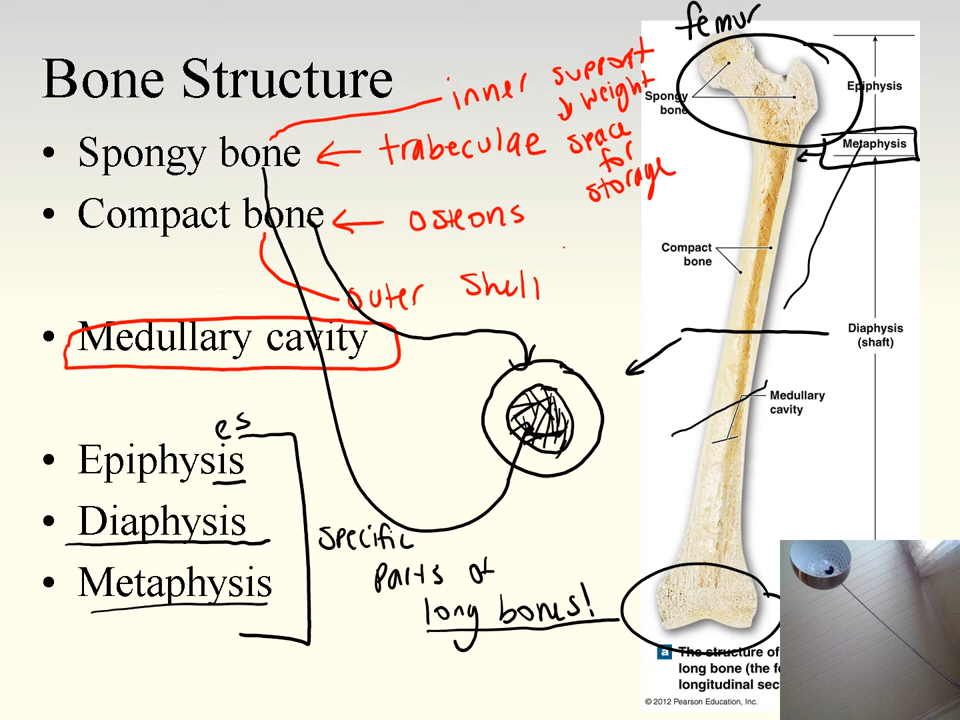 Bone Structure
• Spongy bone
• Compact bone
• Medullary cavity
• Epiphysis
es
• Diaphysis
• Metaphysis
inner support
↓ weight
trabeculae
space
for
storage
osteons
outer shell
specific
parts of
long bones!
femur
Spongy
bone
Epiphysis
Metaphysis
Compact
bone
Diaphysis
(shaft)
Medullary
cavity
a The structure of
long bone (the f
longitudinal sec
© 2012 Pearson Education, Inc.